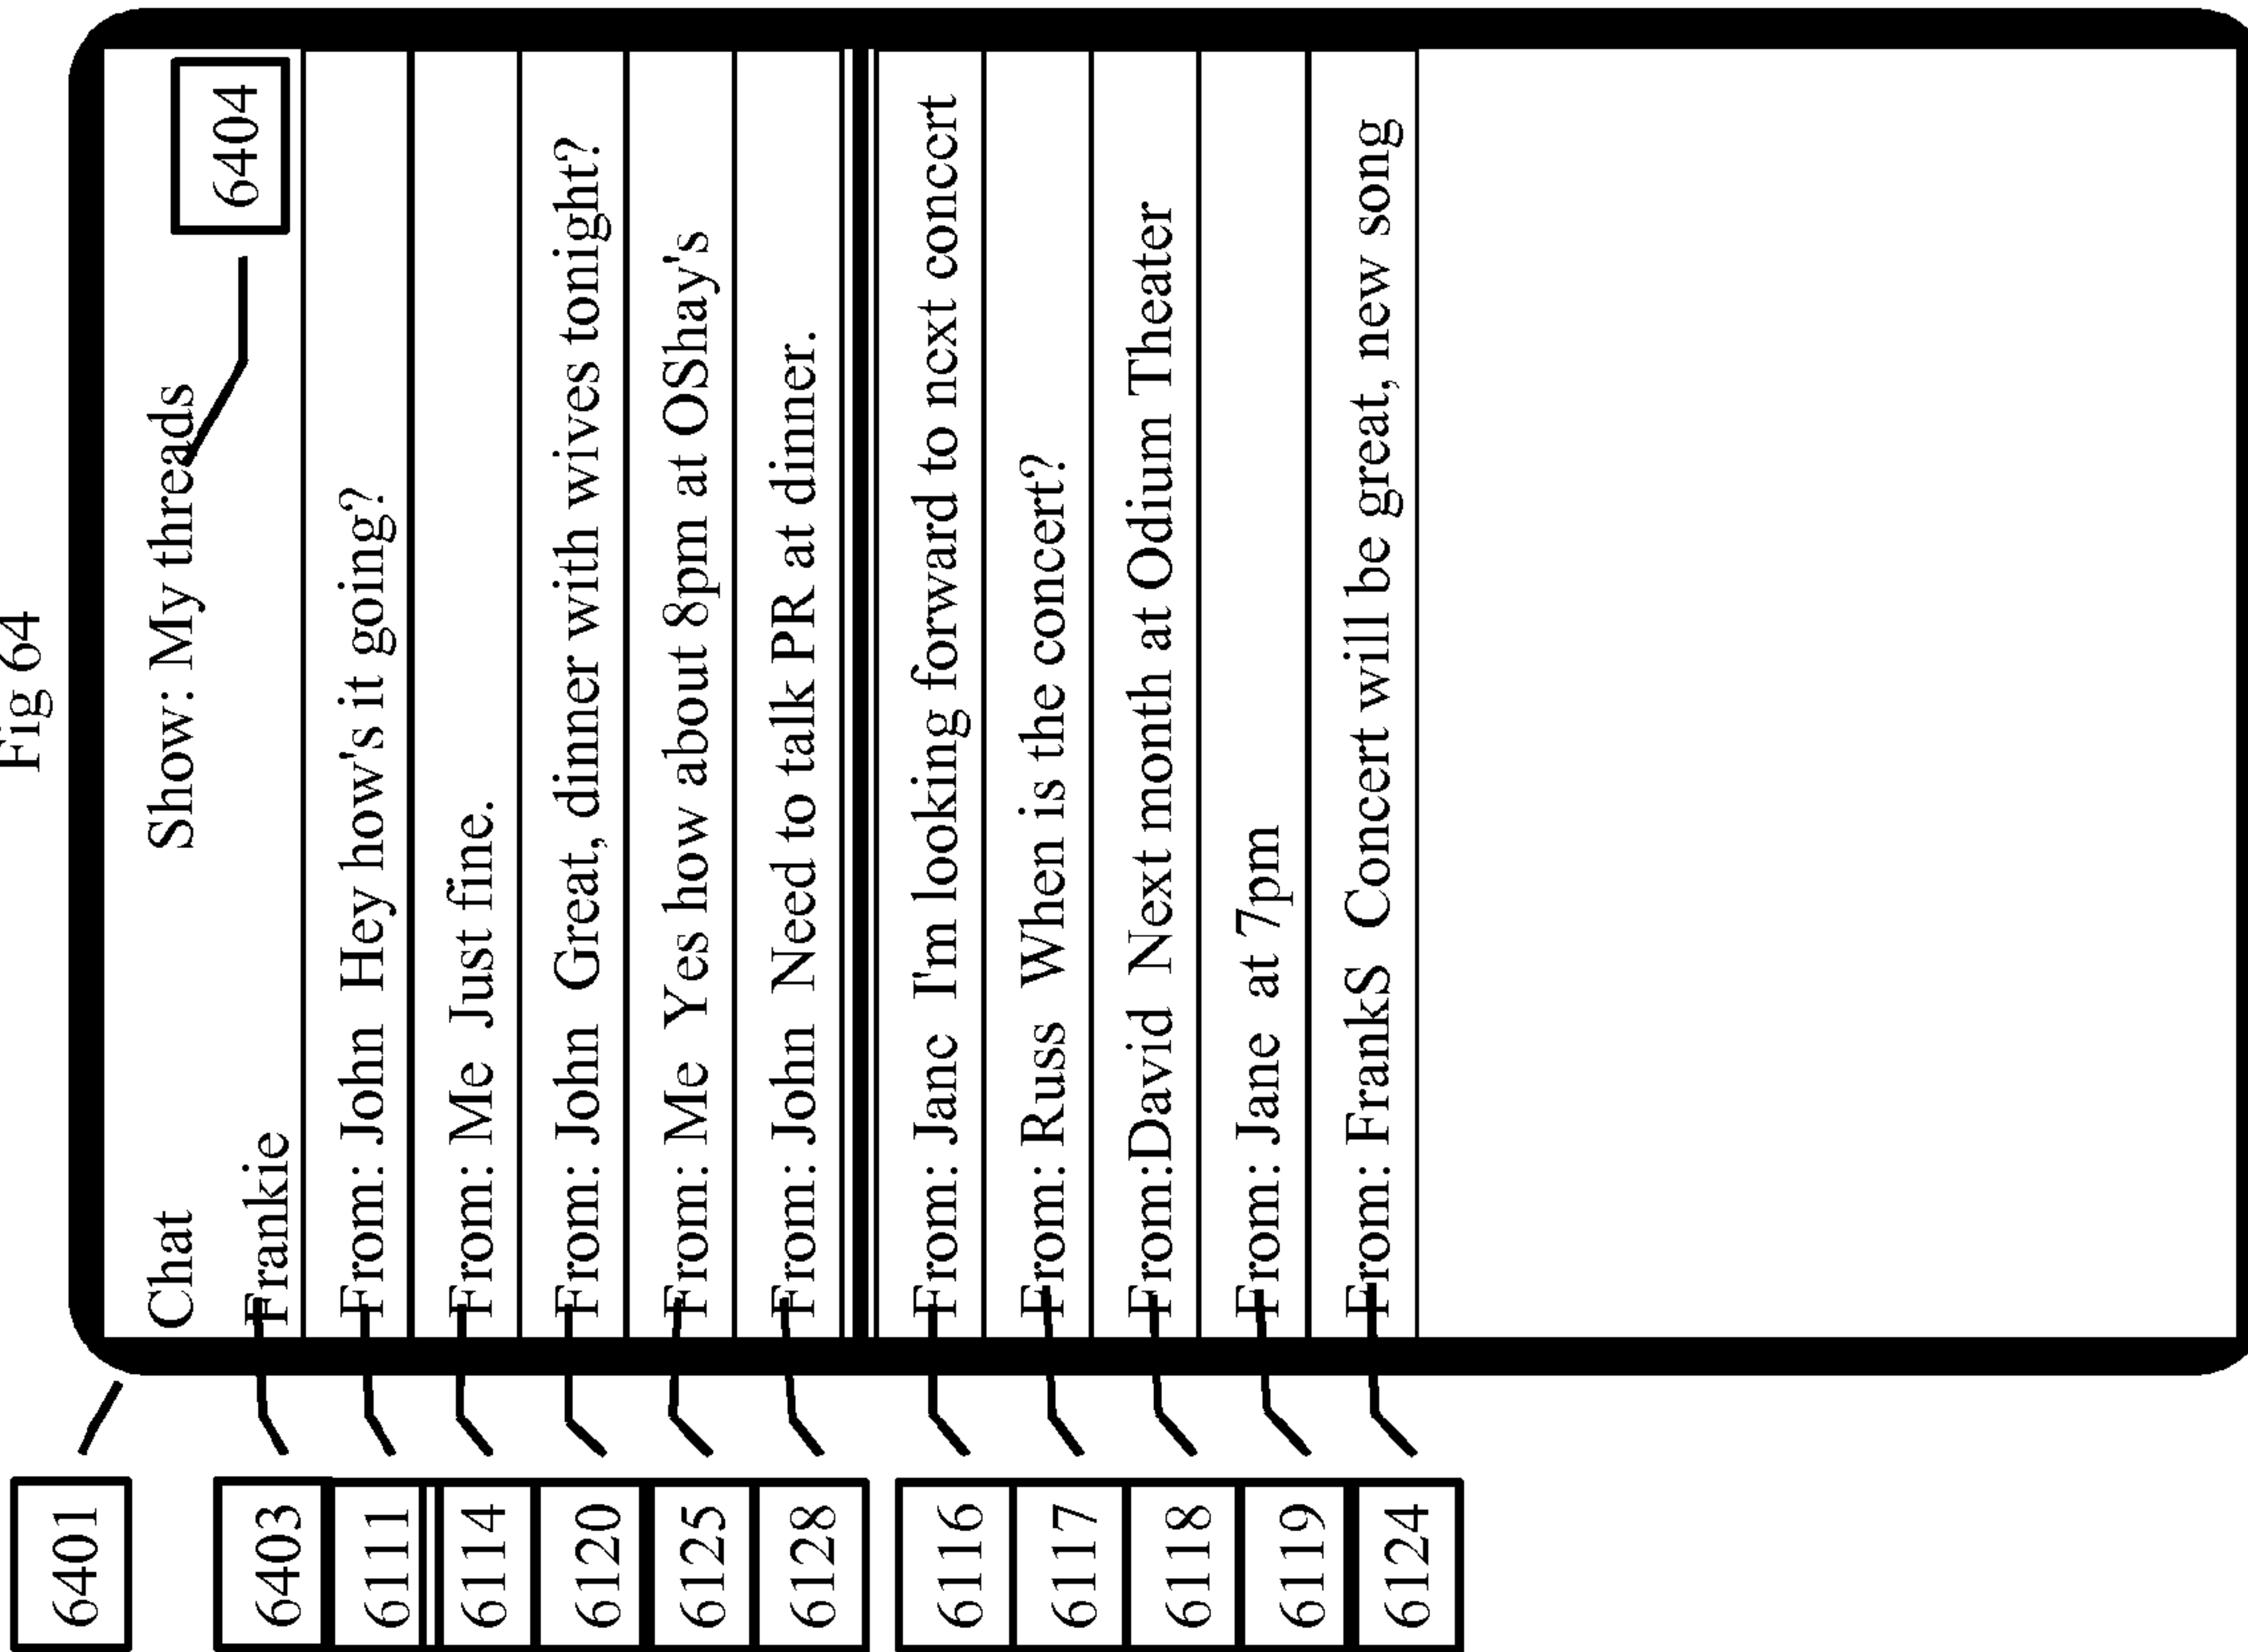 Fig 64
6401
Chat Show: My threads
6404
6403 Frankie
6111 From: John Hey how's it going?
6114 From: Me Just fine.
6120 From: John Great, dinner with wives tonight?
6125 From: Me Yes how about 8pm at OShay's
6128 From: John Need to talk PR at dinner.
6116 From: Jane I'm looking forward to next concert
6117 From: Russ When is the concert?
6118 From:David Next month at Odium Theater
6119 From: Jane at 7pm
6124 From: FrankS Concert will be great, new song